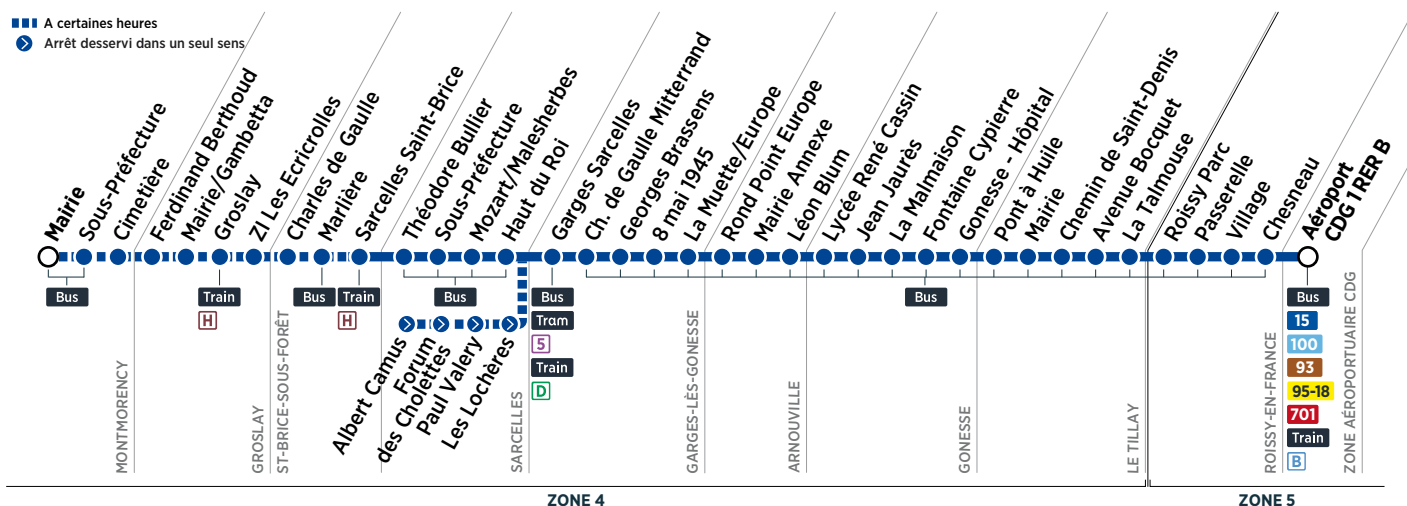 A certaines heures
Arrêt desservi dans un seul sens
Mairie
Sous-Préfecture
Cimetière
Ferdinand Berthoud
Mairie/Gambetta
Groslay
ZI Les Ecricrolles
Charles de Gaulle
Marlière
Sarcelles Saint-Brice
Théodore Bullier
Sous-Préfecture
Mozart/Malesherbes
Haut du Roi
Garges Sarcelles
Ch. de Gaulle Mitterrand
Georges Brassens
8 mai 1945
La Muette/Europe
Rond Point Europe
Mairie Annexe
Léon Blum
Lycée René Cassin
Jean Jaurès
La Malmaison
Fontaine Cypierre
Gonesse - Hôpital
Pont à Huile
Mairie
Chemin de Saint-Denis
Avenue Bocquet
La Talmouse
Roissy Parc
Passerelle
Village
Chesmeau
Aéroport
CDG 1 RER B
Bus
Train
H
Bus
Train
H
Bus
Bus
Tram
5
Train
D
Bus
Bus
15
100
93
95-18
701
Train
B
Albert Camus
Forum
des Cholettes
Paul Valery
Les Lochères
MONTMORENCY
GROSLAY
ST-BRICE-SOUS-FORÊT
SARCELLES
GARGES-LÈS-GONESSE
ARNOUVILLE
GONESSE
LE TILLAY
ROISSY-EN-FRANCE
ZONE AÉROPORTUAIRE CDG
ZONE 4
ZONE 5